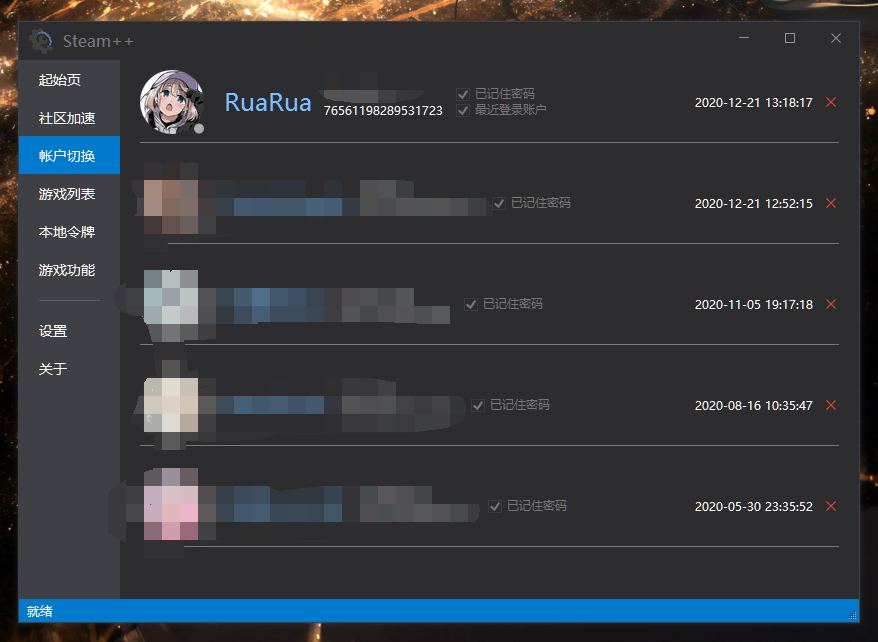 Steam++
起始页
社区加速
帐户切换
游戏列表
本地令牌
游戏功能
设置
关于
RuaRua
76561198289531723
已记住密码
最近登录账户
2020-12-21 13:18:17
已记住密码
2020-12-21 12:52:15
已记住密码
2020-11-05 19:17:18
已记住密码
2020-08-16 10:35:47
已记住密码
2020-05-30 23:35:52
就绪